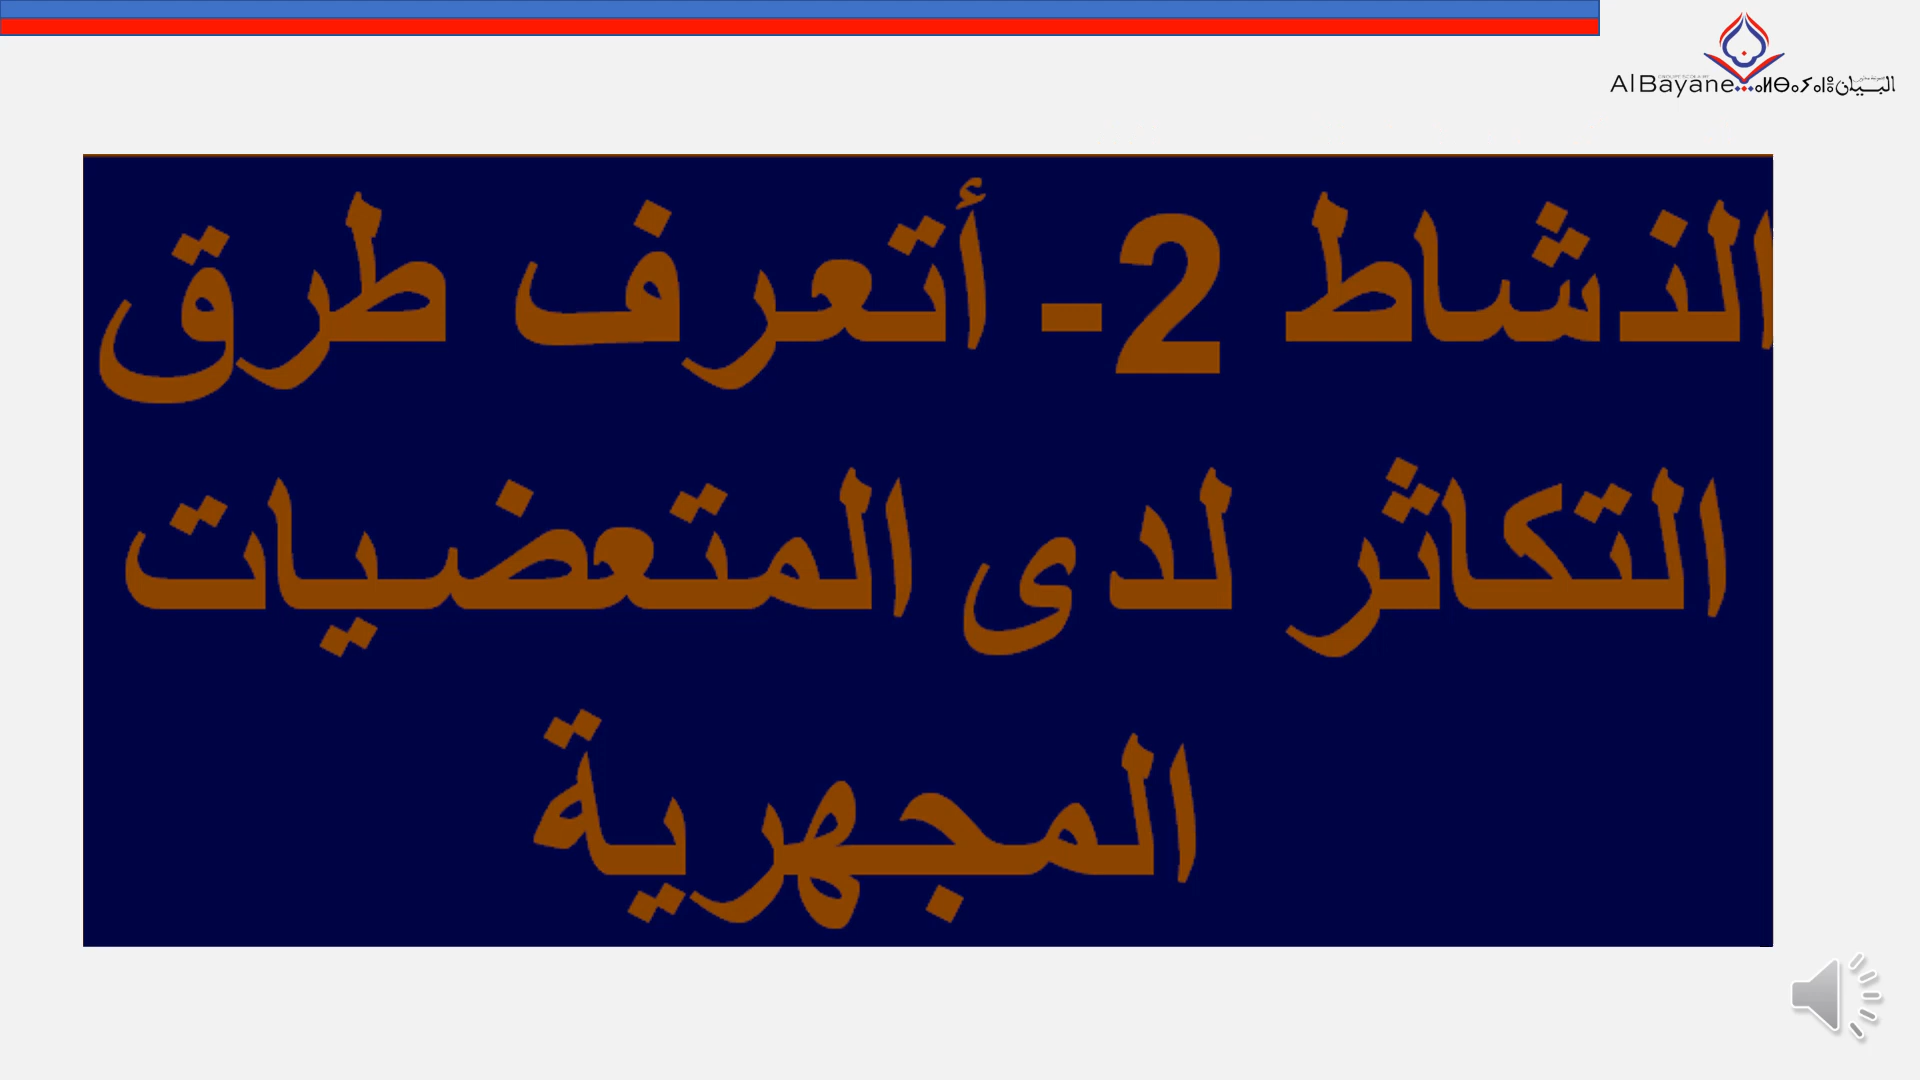 AlBayane البيان
النشاط 2- أتعرف طرق
التكاثر لدى المتعضيات
المجهرية